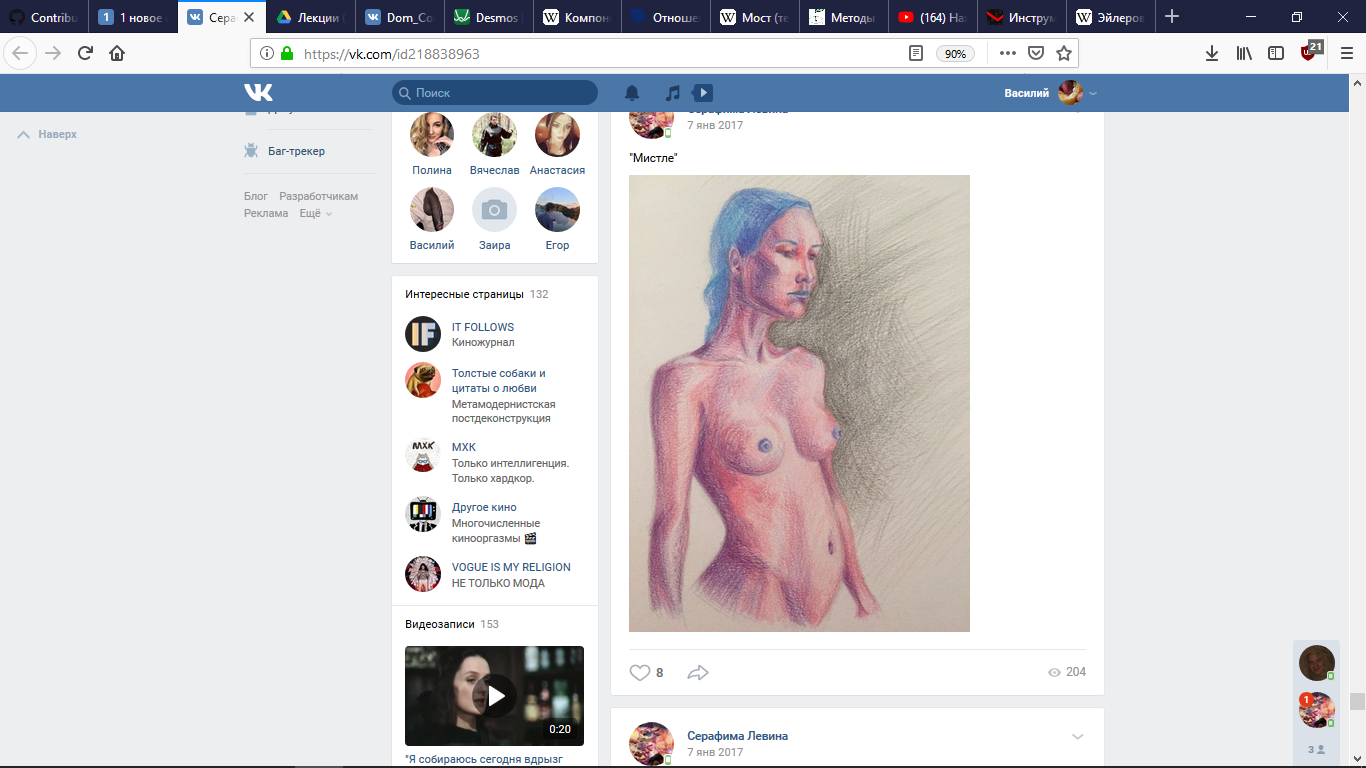 Contribu
1 новое
Сера
Лекции (
Dom_Co
Desmos
Компон
Отноше
Мост (те
Методы
(164) На
Инструм
Эйлеров
https://vk.com/id218838963
90%
21
Поиск
Василий
Наверх
Баг-трекер
Блог Разработчикам
Реклама Ещё
Полина Вячеслав Анастасия
Василий Заира Егор
Интересные страницы 132
IT FOLLOWS
Киножурнал
Толстые собаки и
цитаты о любви
Метамодернистская
постдеконструкция
МХК
МХК
Только интеллигенция.
Только хардкор.
Другое кино
Многочисленные
кинооргазмы 🎬
VOGUE IS MY RELIGION
НЕ ТОЛЬКО МОДА
Видеозаписи 153
0:20
"Я собираюсь сегодня вдрызг
Серафима Левина
7 янв 2017
"Мистле"
8
204
Серафима Левина
7 янв 2017
1
3